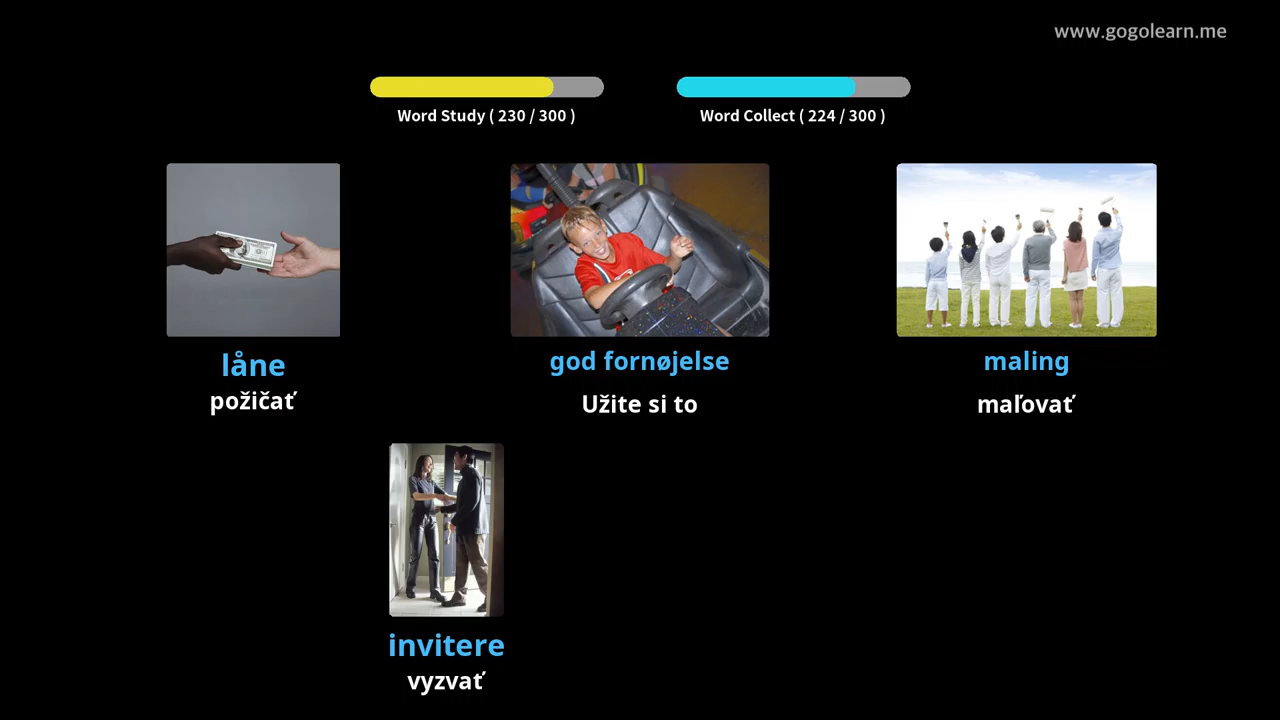 www.gogolearn.me
Word Study ( 230 / 300 )
Word Collect ( 224 / 300 )
låne
požičať
god fornøjelse
Užite si to
maling
maľovať
invitere
vyzvať